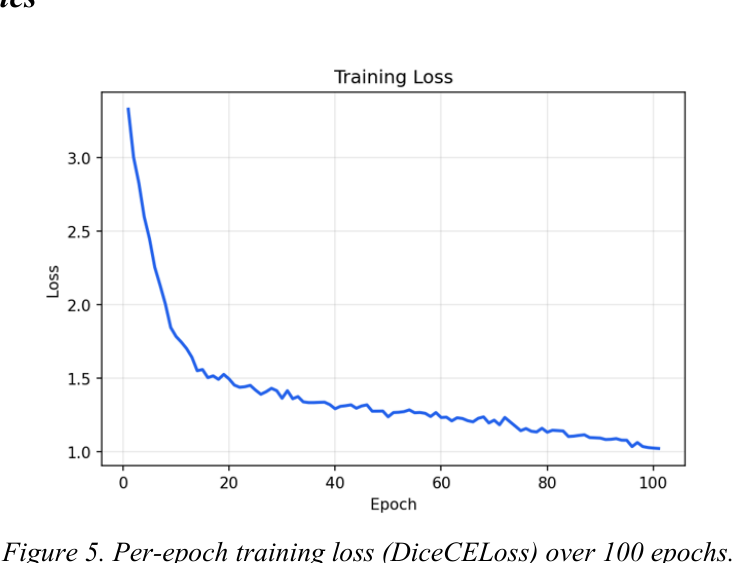 Training Loss
3.0
2.5
2.0
1.5
1.0
Loss
0 20 40 60 80 100
Epoch
Figure 5. Per-epoch training loss (DiceCELoss) over 100 epochs.